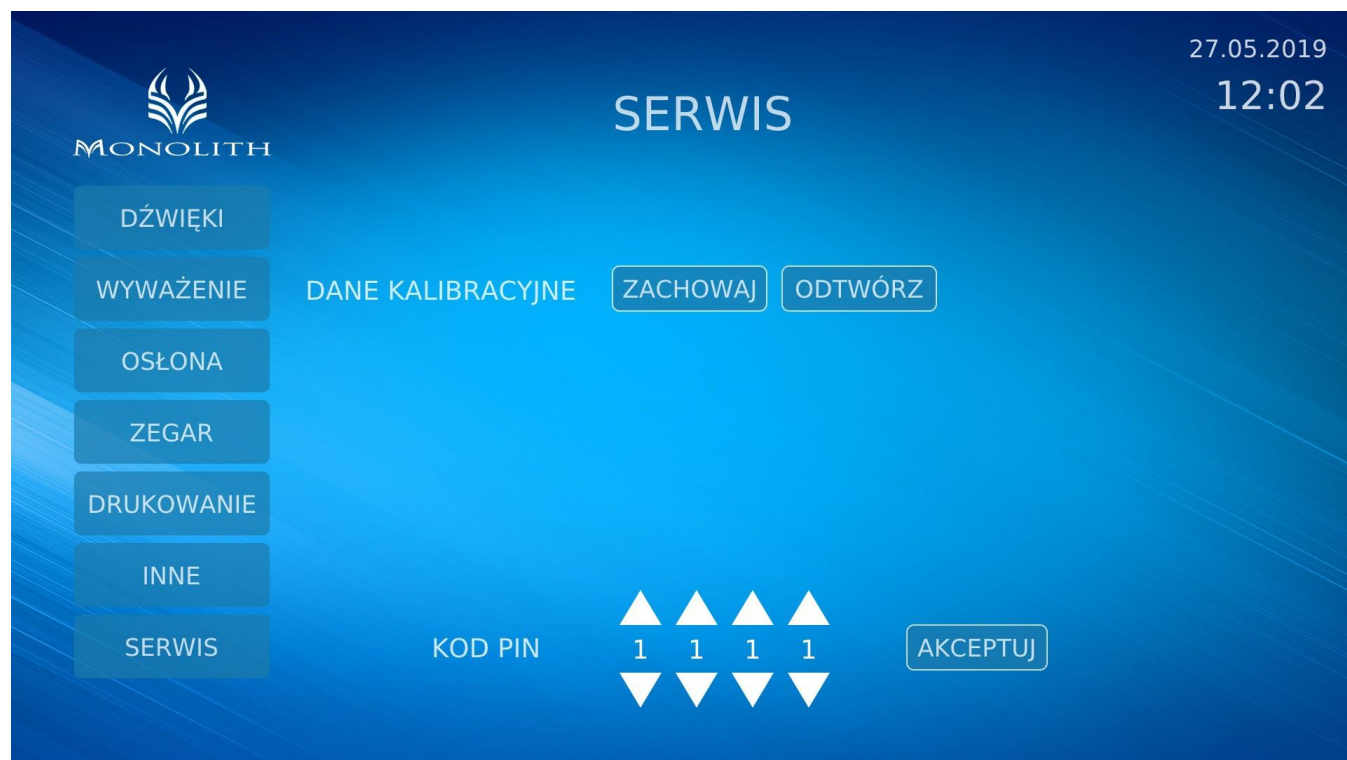 27.05.2019
12:02
MONOLITH
SERWIS
DŹWIĘKI
WYWAŻENIE
DANE KALIBRACYJNE ZACHOWAJ ODTWÓRZ
OSŁONA
ZEGAR
DRUKOWANIE
INNE
SERWIS
KOD PIN 1 1 1 1 AKCEPTUJ